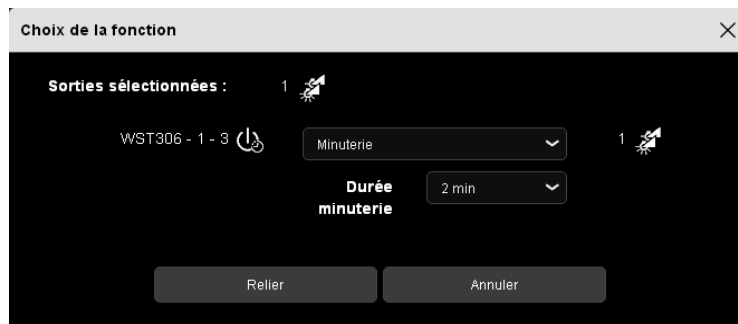 Choix de la fonction
Sorties sélectionnées : 1
WST306 - 1 - 3 Minuterie 1
Durée 2 min
minuterie
Relier Annuler